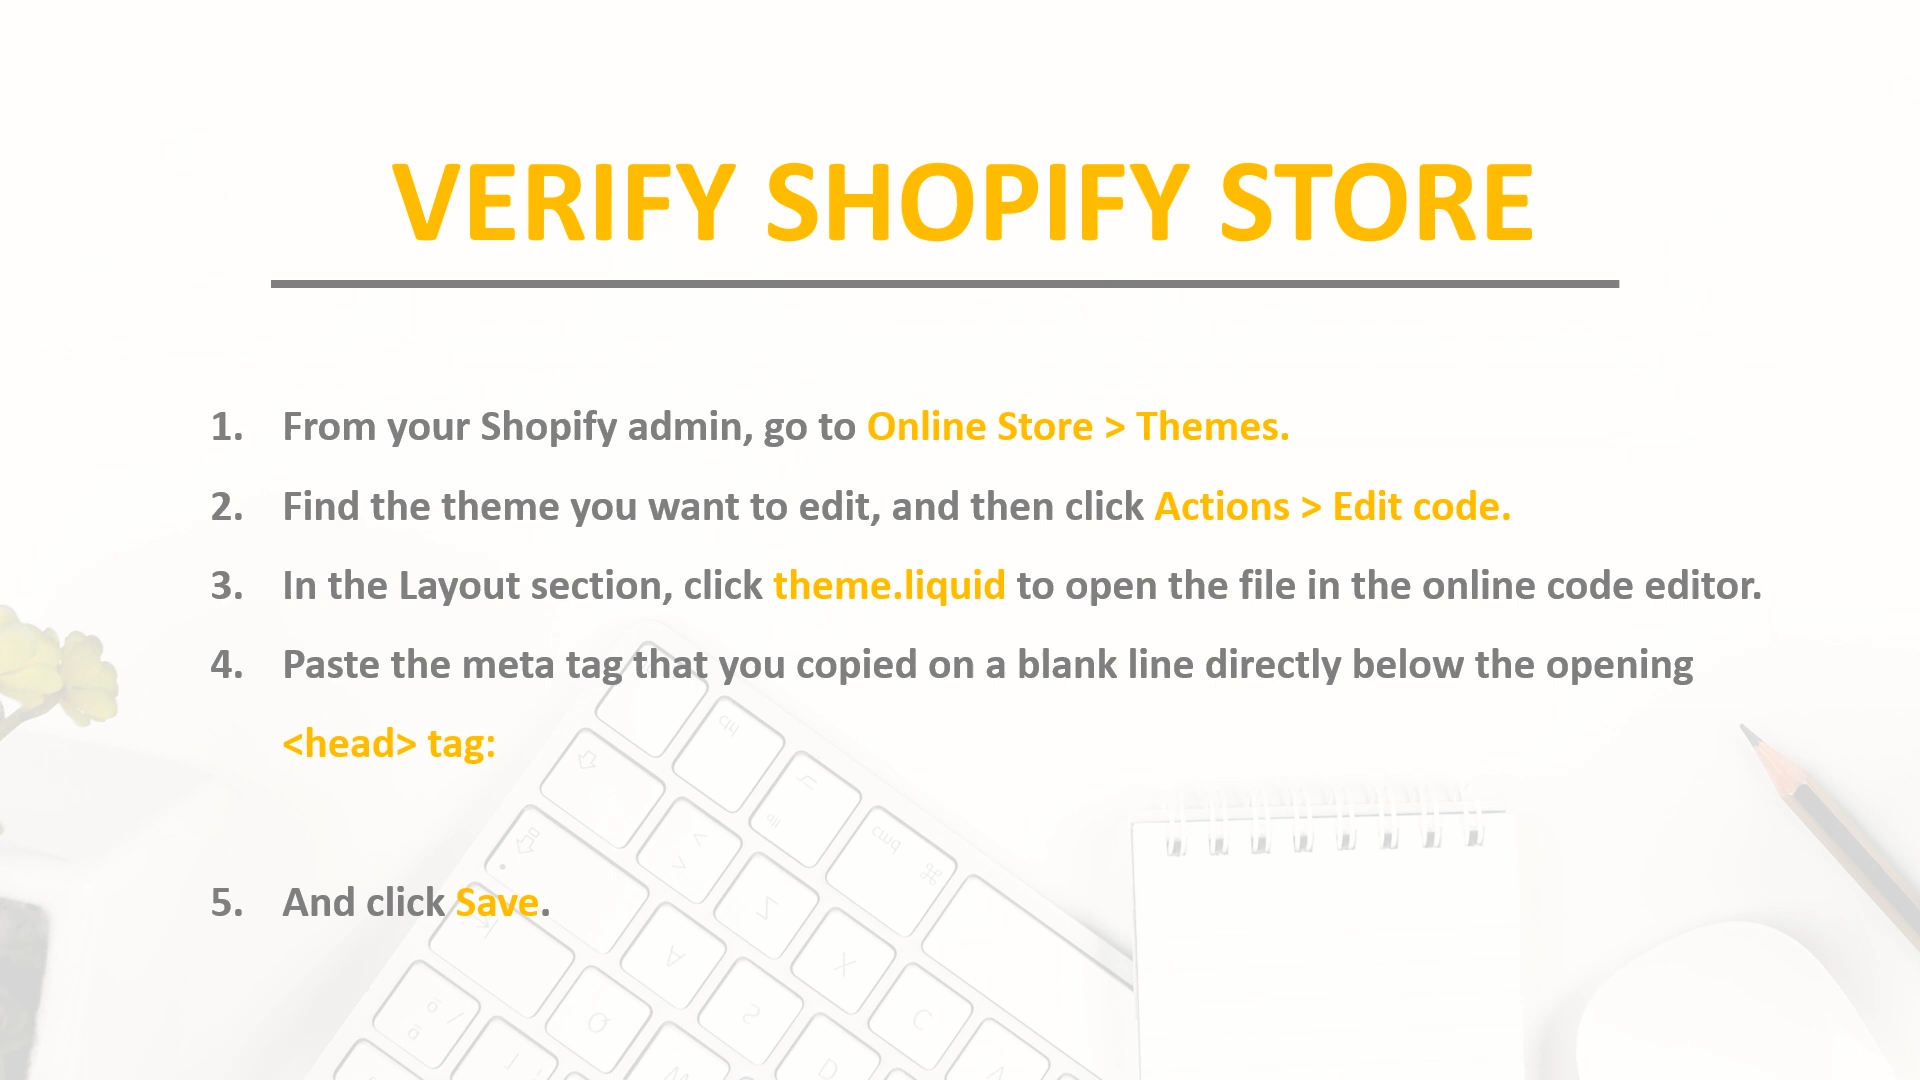 VERIFY SHOPIFY STORE
1. From your Shopify admin, go to Online Store > Themes.
2. Find the theme you want to edit, and then click Actions > Edit code.
3. In the Layout section, click theme.liquid to open the file in the online code editor.
4. Paste the meta tag that you copied on a blank line directly below the opening
<head> tag:
5. And click Save.